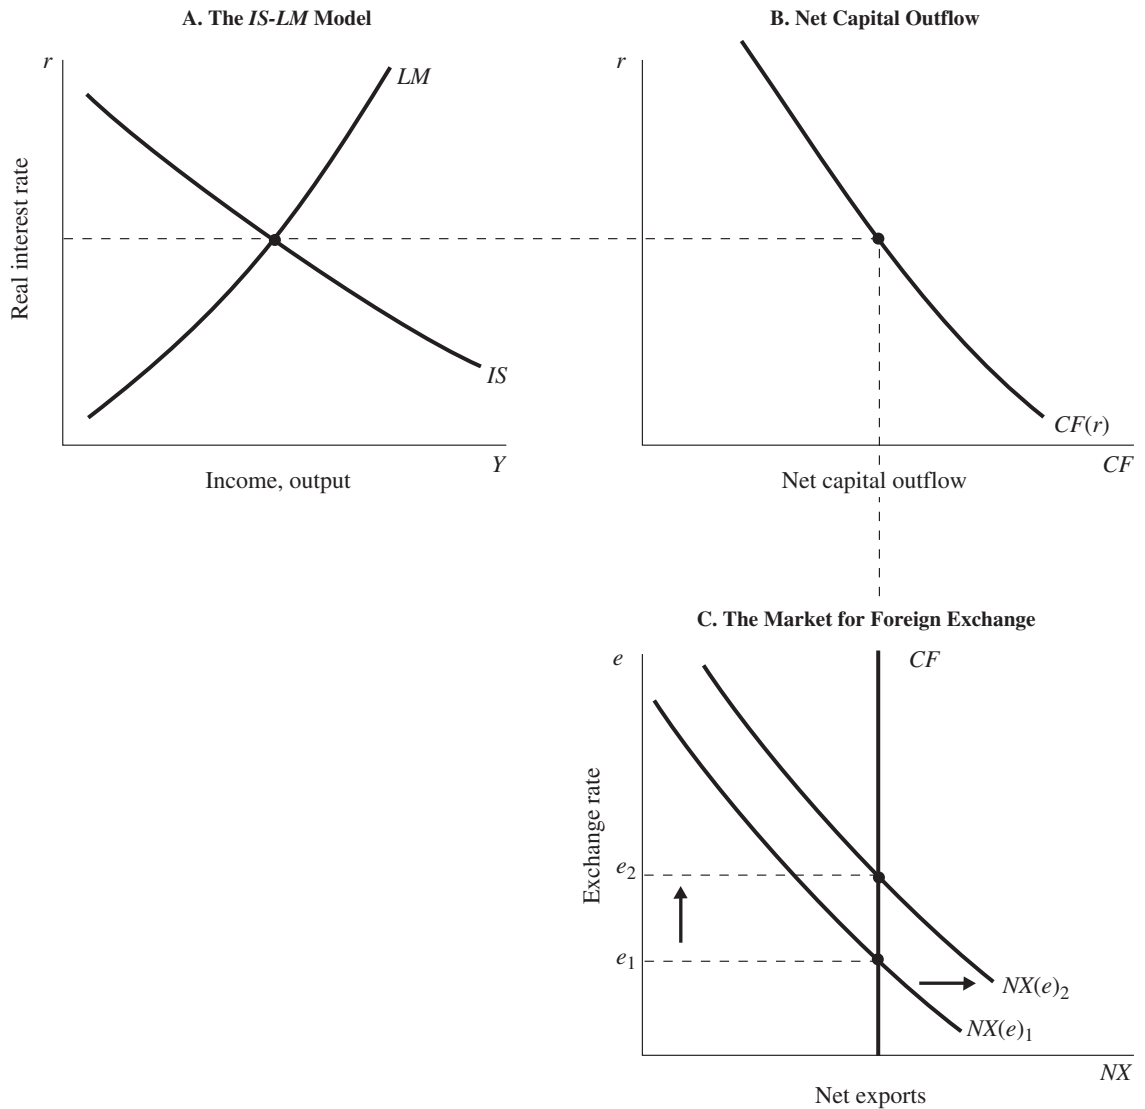 A. The IS-LM Model
r
LM
Real interest rate
IS
Y
Income, output
B. Net Capital Outflow
r
CF(r)
CF
Net capital outflow
C. The Market for Foreign Exchange
e
CF
Exchange rate
e2
e1
NX(e)2
NX(e)1
NX
Net exports